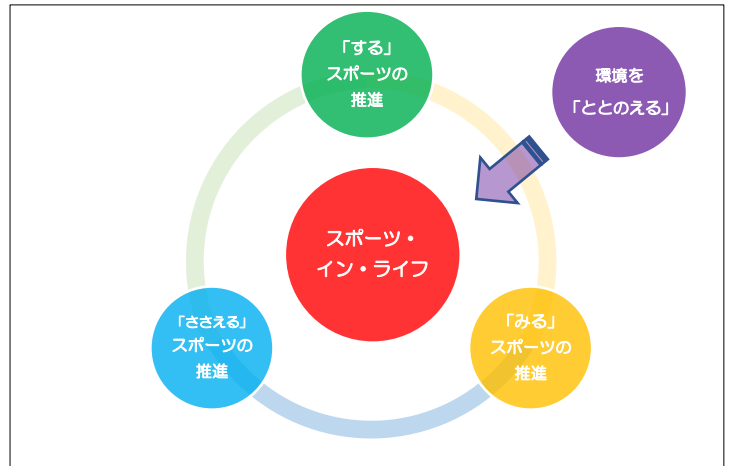 「する」
スポーツの
推進
環境を
「ととのえる」
スポーツ・
イン・ライフ
「ささえる」
スポーツの
推進
「みる」
スポーツの
推進